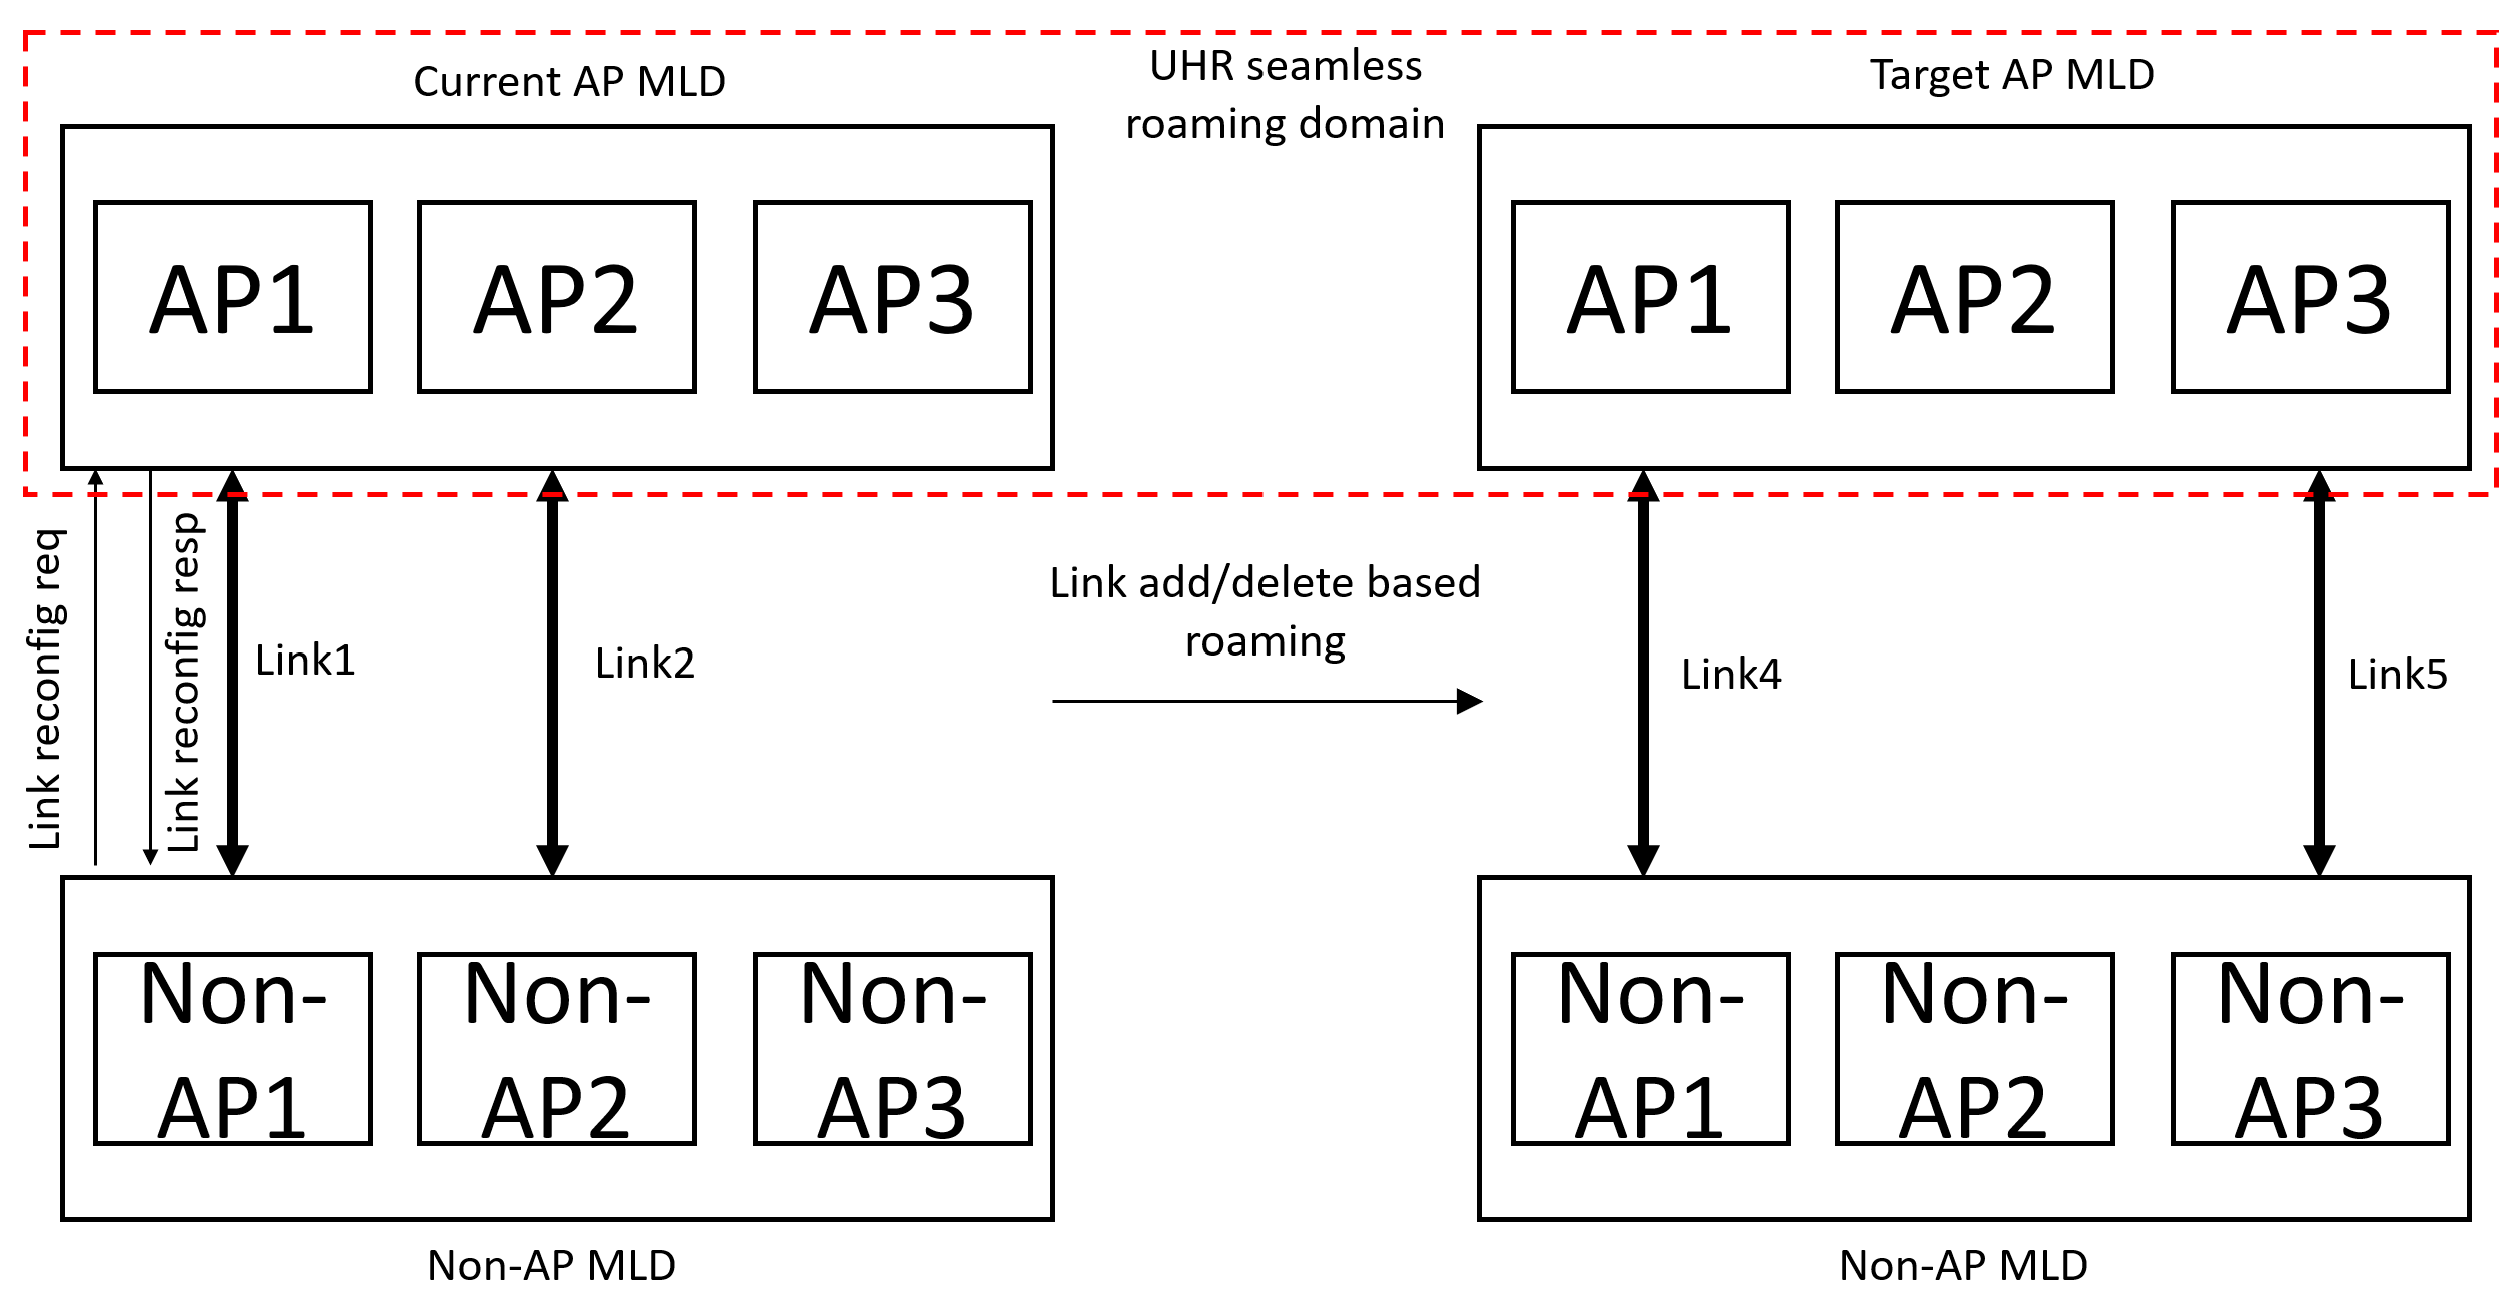 Current AP MLD
UHR seamless
roaming domain
Target AP MLD
AP1
AP2
AP3
AP1
AP2
AP3
Link reconfig req
Link reconfig resp
Link1
Link2
Link add/delete based
roaming
Link4
Link5
Non-
AP1
Non-
AP2
Non-
AP3
Non-
AP1
Non-
AP2
Non-
AP3
Non-AP MLD
Non-AP MLD